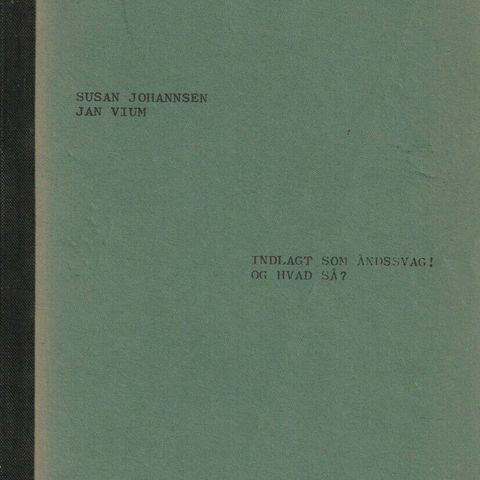 SUSAN JOHANNSEN
JAN VIUM
INDLAGT SOM ÅNDSSVAG!
OG HVAD SÅ?